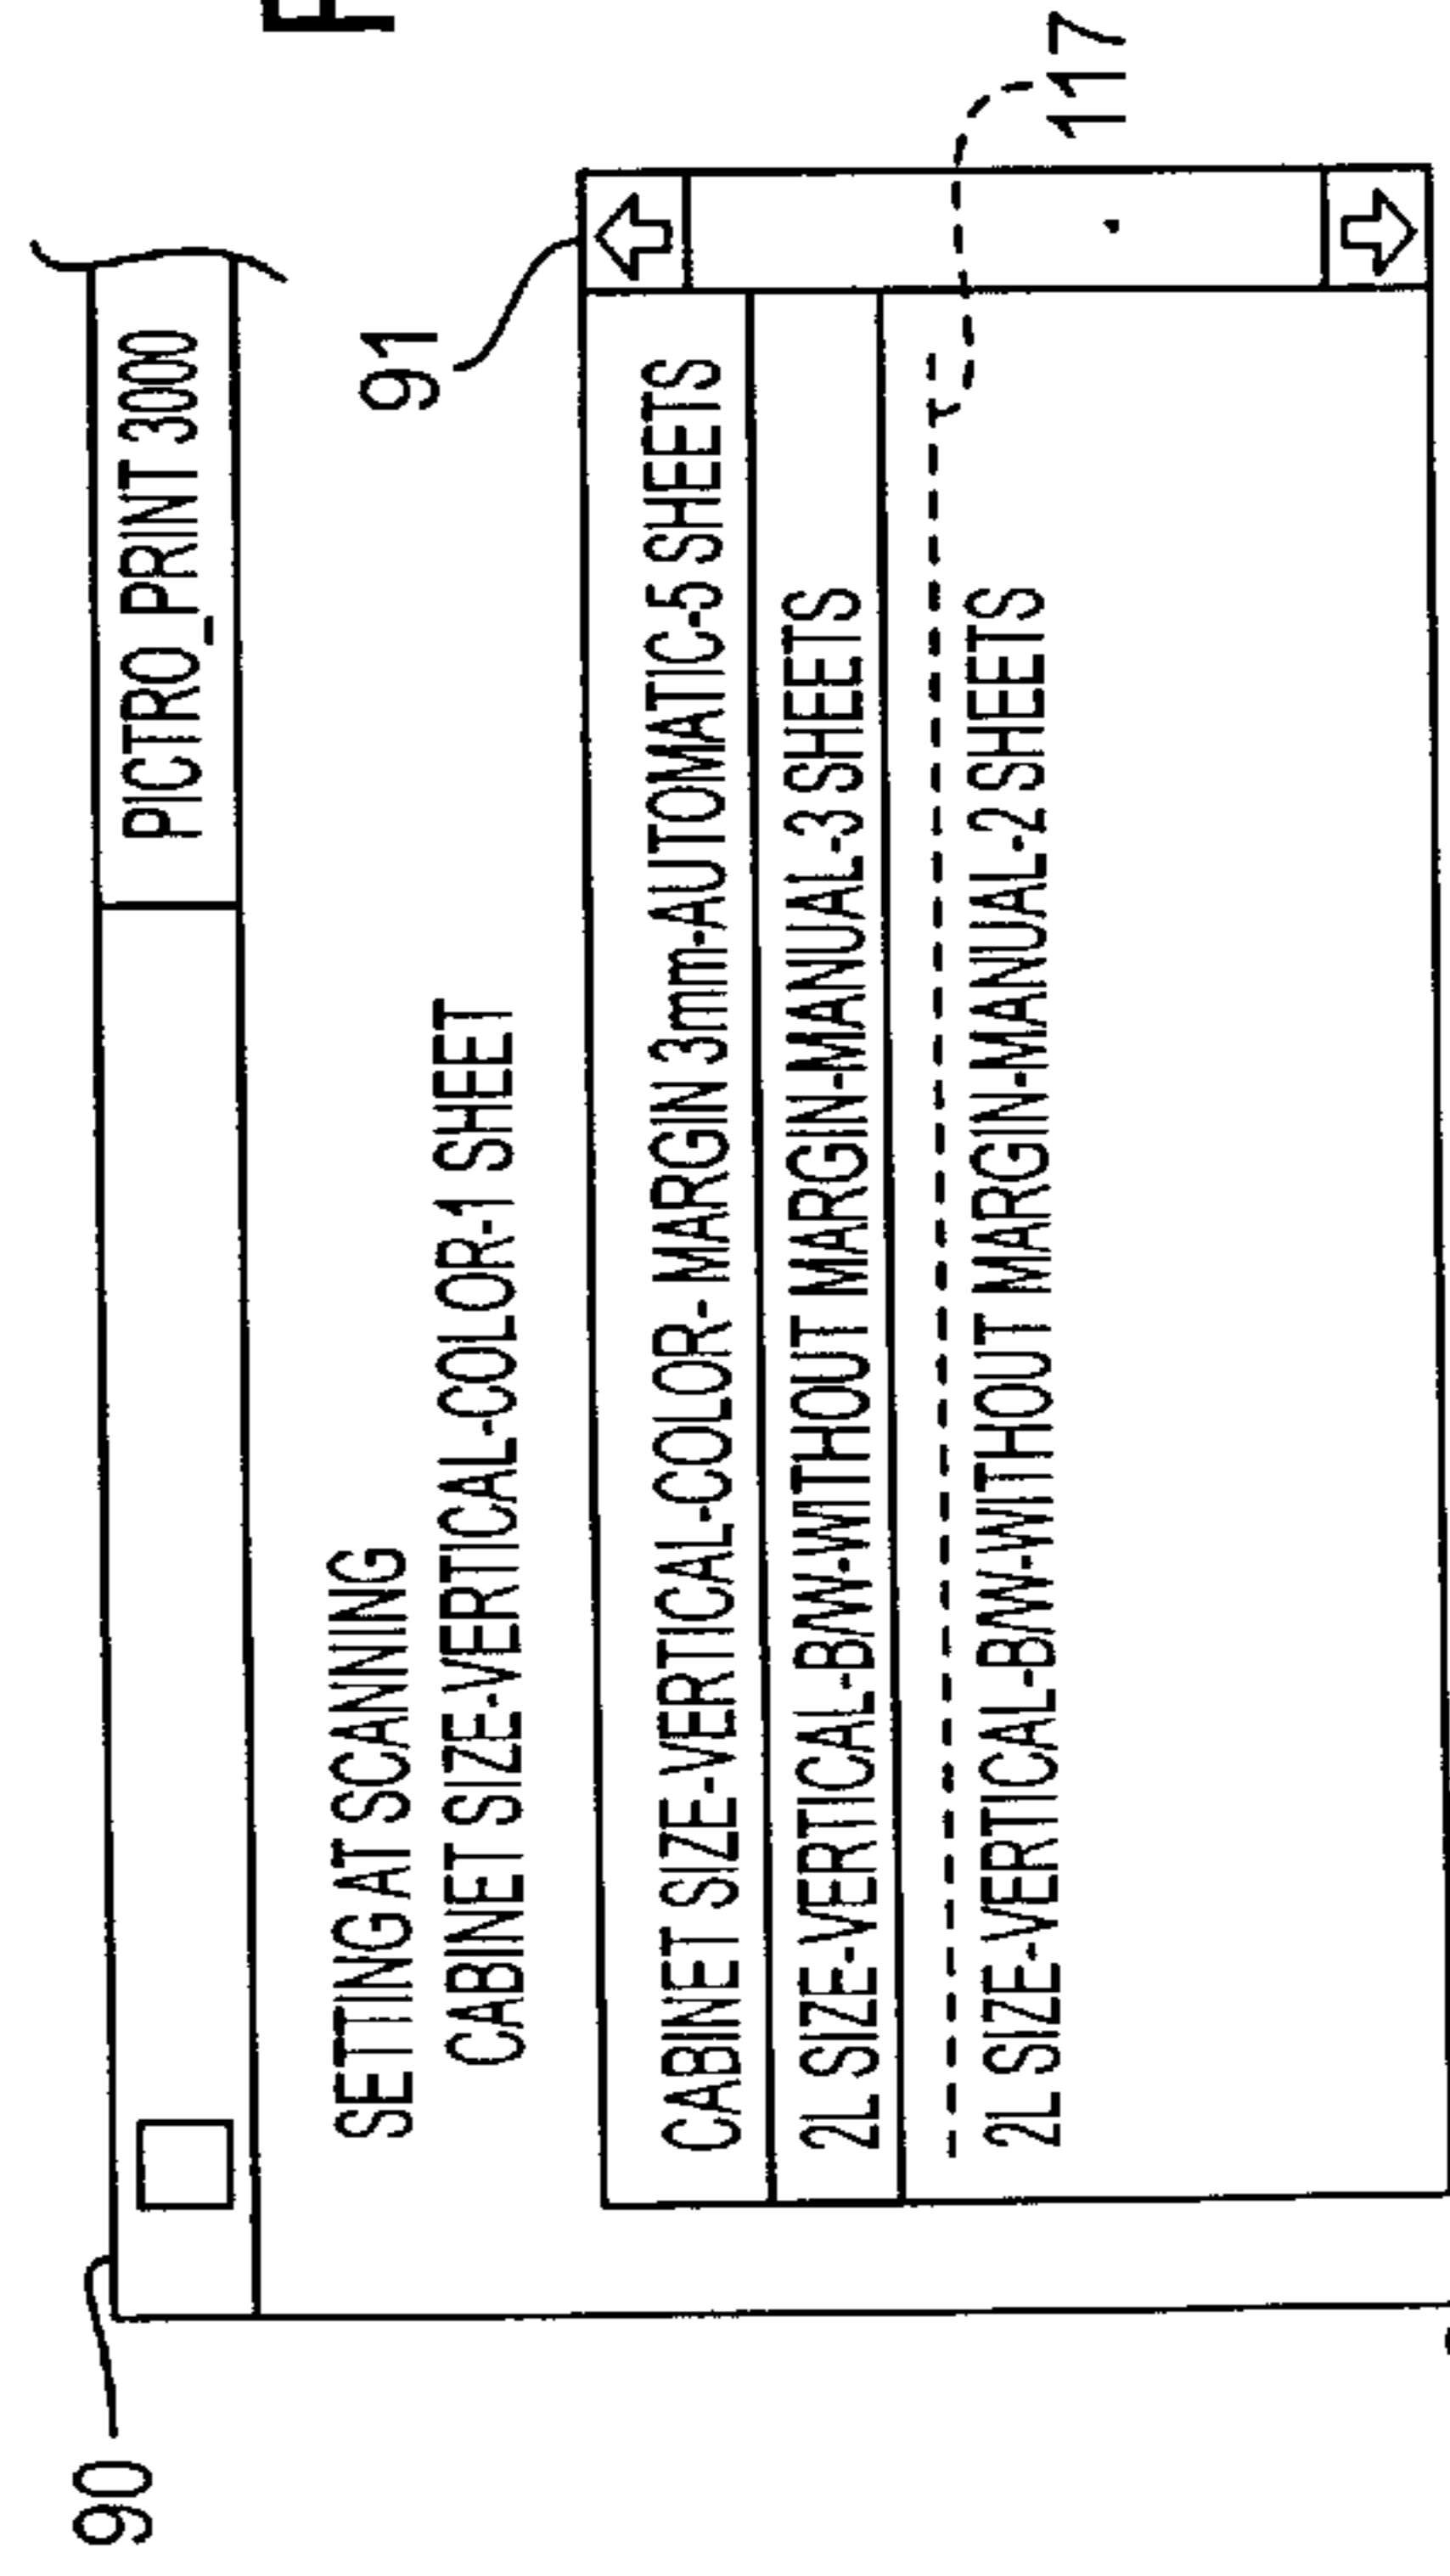 F
90
PICTRO_PRINT 3000
SETTING AT SCANNING
CABINET SIZE-VERTICAL-COLOR-1 SHEET
91
CABINET SIZE-VERTICAL-COLOR- MARGIN 3mm-AUTOMATIC-5 SHEETS
2L SIZE-VERTICAL-B/W-WITHOUT MARGIN-MANUAL-3 SHEETS
2L SIZE-VERTICAL-B/W-WITHOUT MARGIN-MANUAL-2 SHEETS
117